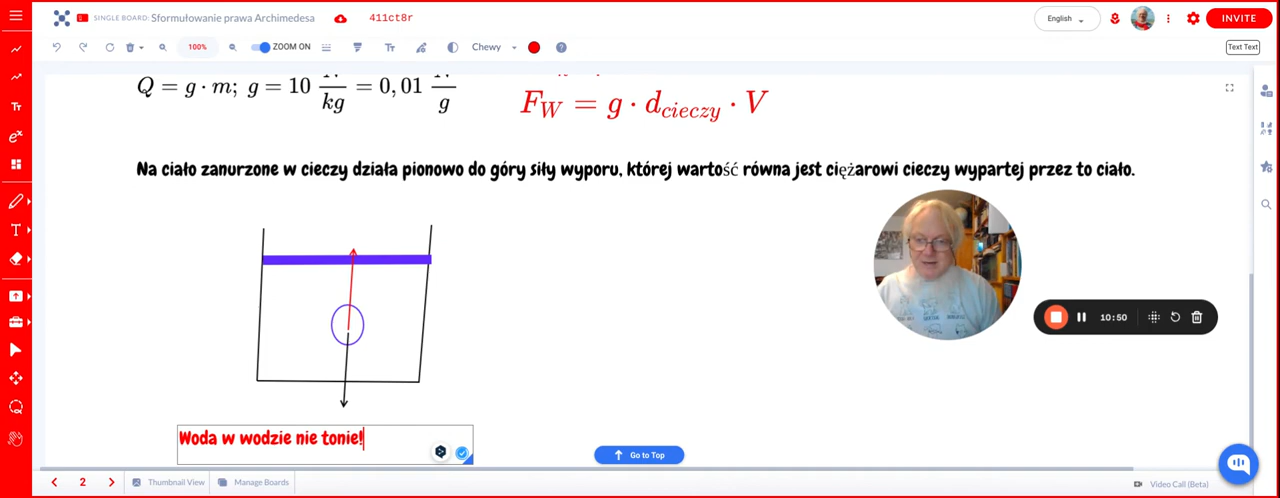 SINGLE BOARD: Sformułowanie prawa Archimedesa
411ct8r
English
INVITE
100%
ZOOM ON
Tт
Chewy
Text Text
Q = g · m; g = 10 N/kg = 0,01 N/g
F_W = g · d_cieczy · V
Na ciało zanurzone w cieczy działa pionowo do góry siły wyporu, której wartość równa jest ciężarowi cieczy wypartej przez to ciało.
10:50
Woda w wodzie nie tonie!
Go to Top
2
Thumbnail View
Manage Boards
Video Call (Beta)